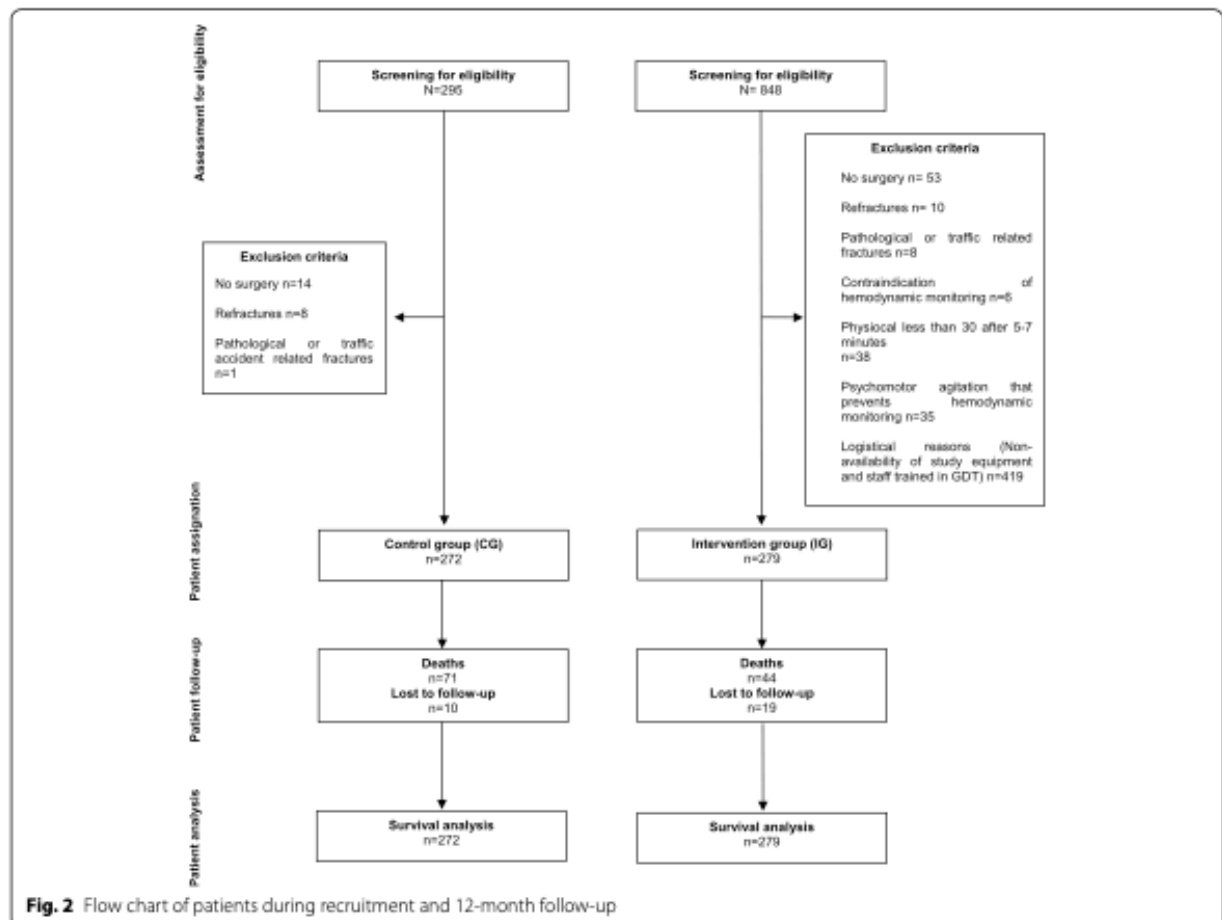 Assessment for eligibility
Screening for eligibility
N=295
Screening for eligibility
N= 848
Exclusion criteria
No surgery n=14
Refractures n=8
Pathological or traffic
accident related fractures
n=1
Exclusion criteria
No surgery n= 53
Refractures n= 10
Pathological or traffic related
fractures n=8
Contraindication of
hemodynamic monitoring n=6
Physiocal less than 30 after 5-7
minutes
n=38
Psychomotor agitation that
prevents hemodynamic
monitoring n=35
Logistical reasons (Non-
availability of study equipment
and staff trained in GDT) n=419
Patient assignation
Control group (CG)
n=272
Intervention group (IG)
n=279
Patient follow-up
Deaths
n=71
Lost to follow-up
n=10
Deaths
n=44
Lost to follow-up
n=19
Patient analysis
Survival analysis
n=272
Survival analysis
n=279
Fig. 2 Flow chart of patients during recruitment and 12-month follow-up